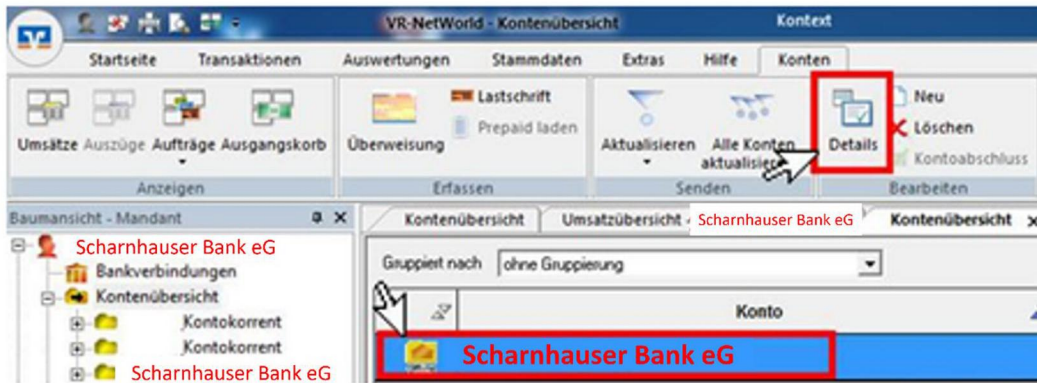 VR-NetWorld - Kontenübersicht Kontext
Startseite Transaktionen Auswertungen Stammdaten Extras Hilfe Konten
Umsätze Auszüge Aufträge Ausgangskorb
Anzeigen
Überweisung Lastschrift
Prepaid laden
Erfassen
Aktualisieren Alle Konten
aktualisieren
Senden
Details Neu
Löschen
Kontoabschluss
Bearbeiten
Baumansicht - Mandant
Scharnhauser Bank eG
Bankverbindungen
Kontenübersicht
Kontokorrent
Kontokorrent
Scharnhauser Bank eG
Kontenübersicht Umsatzübersicht - Scharnhauser Bank eG Kontenübersicht x
Gruppiert nach ohne Gruppierung
Konto
Scharnhauser Bank eG